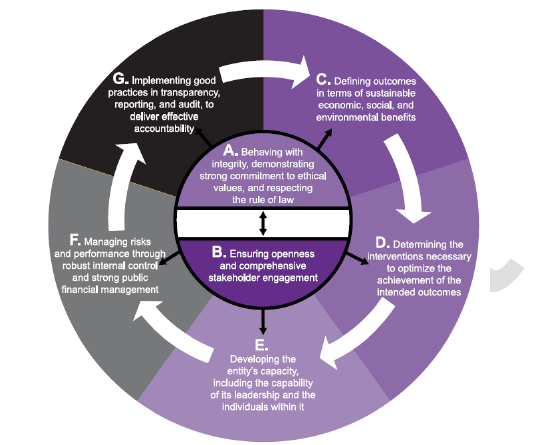 G. Implementing good
practices in transparency,
reporting, and audit, to
deliver effective
accountability
C. Defining outcomes
in terms of sustainable
economic, social, and
environmental benefits
A. Behaving with
integrity, demonstrating
strong commitment to ethical
values, and respecting
the rule of law
B. Ensuring openness
and comprehensive
stakeholder engagement
D. Determining the
interventions necessary
to optimize the
achievement of the
intended outcomes
E.
Developing the
entity's capacity,
including the capability
of its leadership and the
individuals within it
F. Managing risks
and performance through
robust internal control
and strong public
financial management